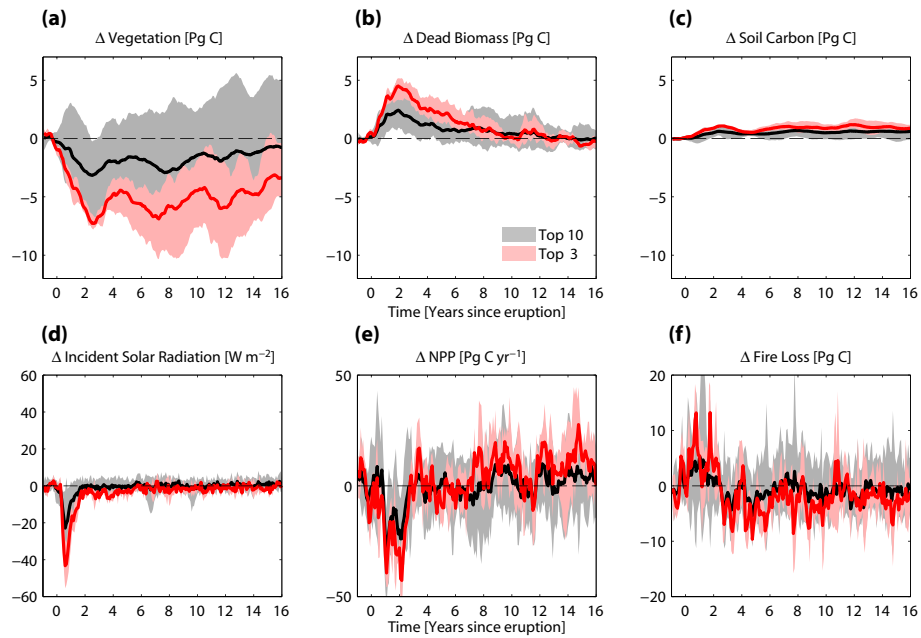 (a) (b) (c)
Δ Vegetation [Pg C] Δ Dead Biomass [Pg C] Δ Soil Carbon [Pg C]
5 5 5
0 0 0
−5 −5 −5
−10 −10 −10
Top 10
Top 3
0 2 4 6 8 10 12 14 16 0 2 4 6 8 10 12 14 16 0 2 4 6 8 10 12 14 16
Time [Years since eruption]
(d) (e) (f)
Δ Incident Solar Radiation [W m⁻²] Δ NPP [Pg C yr⁻¹] Δ Fire Loss [Pg C]
60 50 20
40
20 10
0 0 0
−20
−40 −10
−60 −50 −20
0 2 4 6 8 10 12 14 16 0 2 4 6 8 10 12 14 16 0 2 4 6 8 10 12 14 16
Time [Years since eruption]